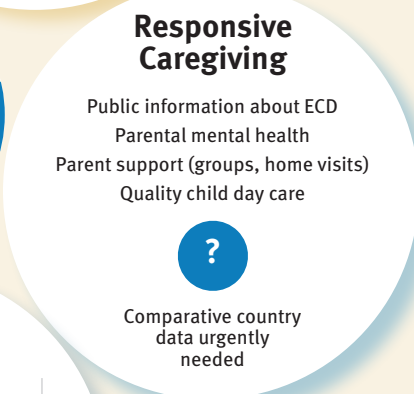 Responsive
Caregiving
Public information about ECD
Parental mental health
Parent support (groups, home visits)
Quality child day care
?
Comparative country
data urgently
needed